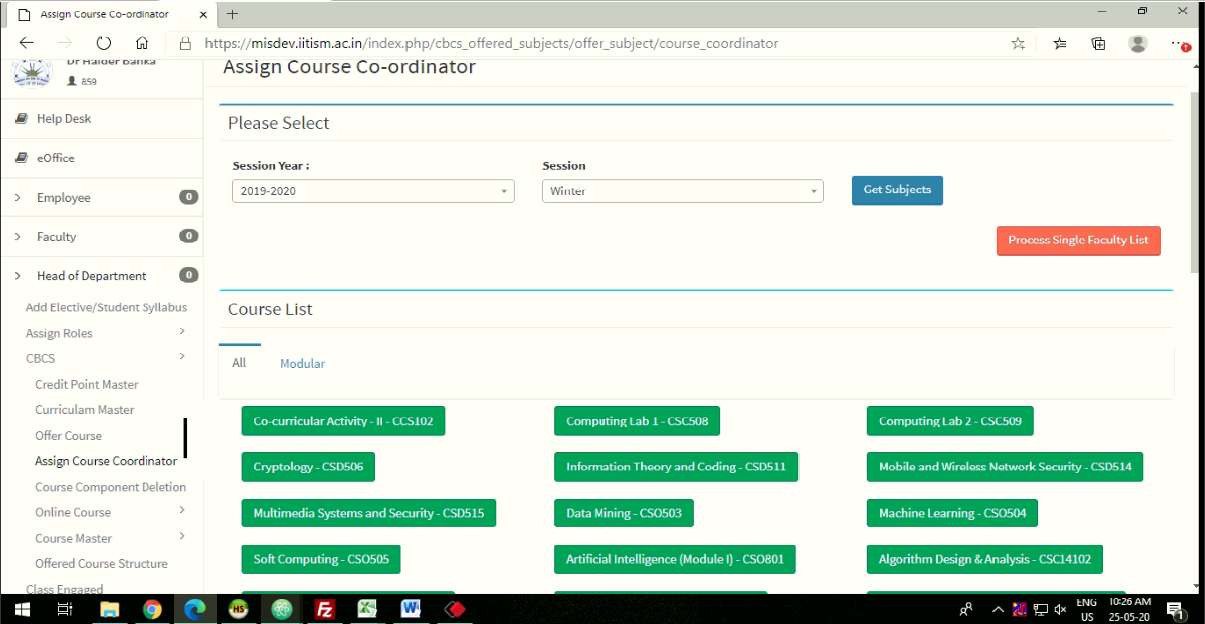 Assign Course Co-ordinator
https://misdev.iitism.ac.in/index.php/cbcs_offered_subjects/offer_subject/course_coordinator
Dr Haider Banka
859
Help Desk
eOffice
Employee 0
Faculty 0
Head of Department 0
Add Elective/Student Syllabus
Assign Roles
CBCS
Credit Point Master
Curriculam Master
Offer Course
Assign Course Coordinator
Course Component Deletion
Online Course
Course Master
Offered Course Structure
Class Engaged
Assign Course Co-ordinator
Please Select
Session Year : Session
2019-2020 Winter Get Subjects
Process Single Faculty List
Course List
All Modular
Co-curricular Activity - II - CCS102 Computing Lab 1 - CSC508 Computing Lab 2 - CSC509
Cryptology - CSD506 Information Theory and Coding - CSD511 Mobile and Wireless Network Security - CSD514
Multimedia Systems and Security - CSD515 Data Mining - CSO503 Machine Learning - CSO504
Soft Computing - CSO505 Artificial Intelligence (Module I) - CSO801 Algorithm Design & Analysis - CSC14102
HS Fz X W
ENG 10:26 AM
US 25-05-20 1